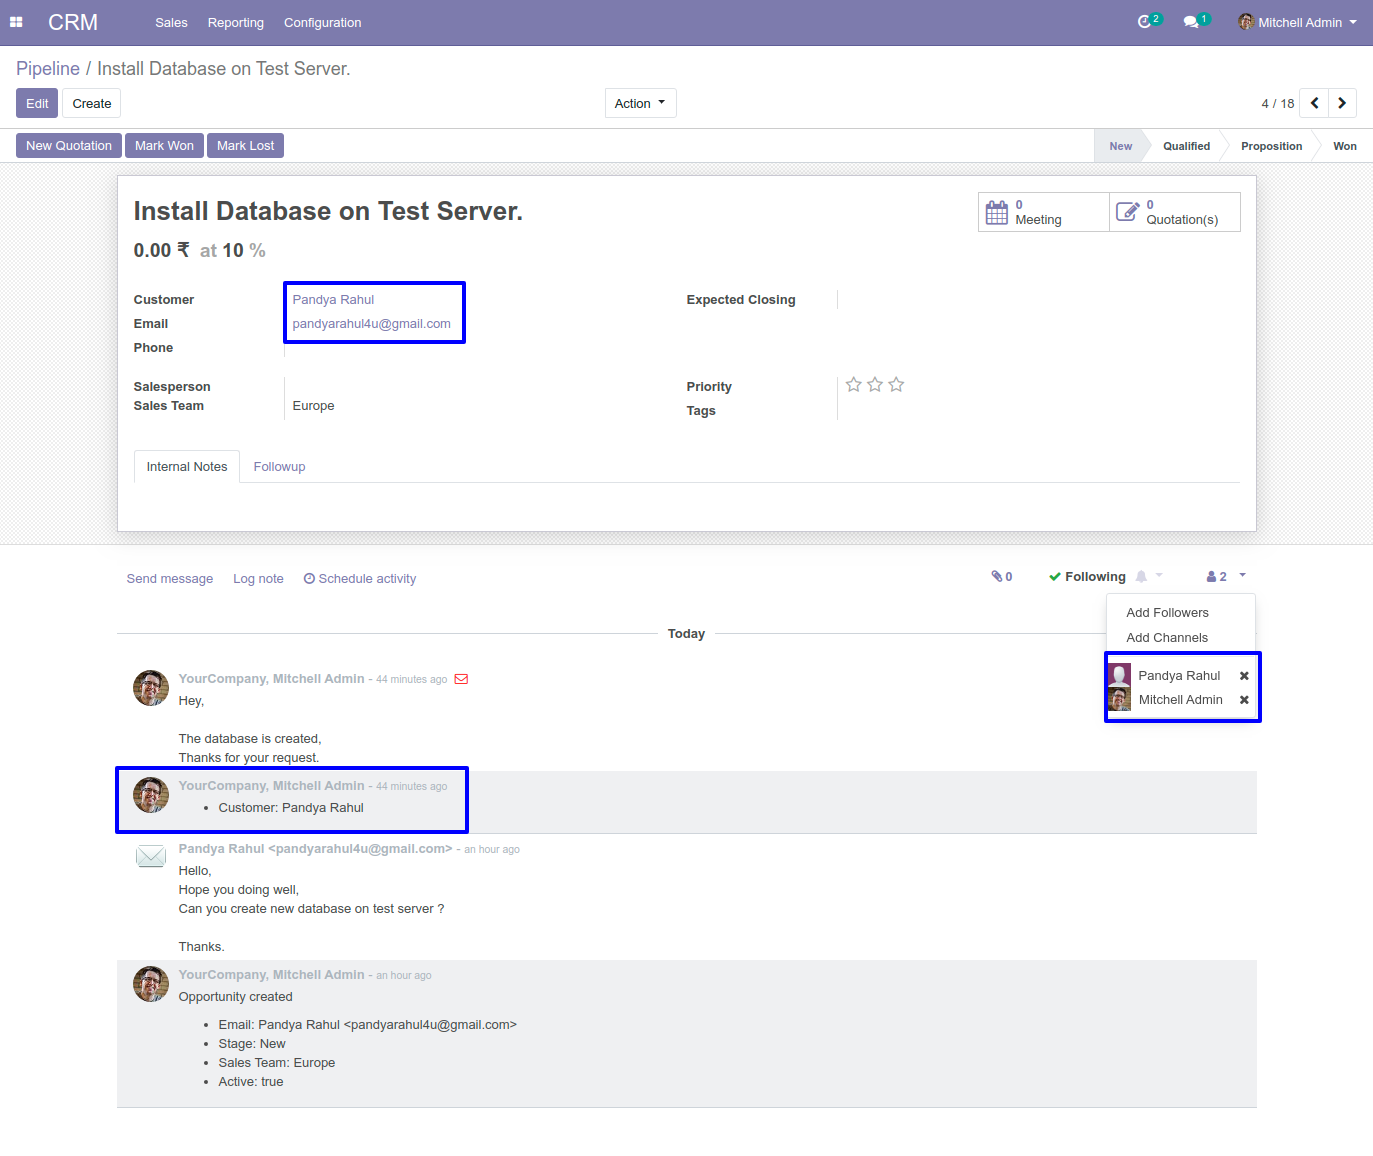 CRM Sales Reporting Configuration 2 1 Mitchell Admin
Pipeline / Install Database on Test Server.
Edit Create Action 4 / 18
New Quotation Mark Won Mark Lost New Qualified Proposition Won
Install Database on Test Server.
0 Meeting
0 Quotation(s)
0.00 ₹ at 10 %
Customer Pandya Rahul Expected Closing
Email pandyarahul4u@gmail.com
Phone
Salesperson Priority
Sales Team Europe
Tags
Internal Notes Followup
Send message Log note Schedule activity 0 Following 2
Add Followers
Add Channels
Pandya Rahul
Mitchell Admin
Today
YourCompany, Mitchell Admin - 44 minutes ago
Hey,
The database is created,
Thanks for your request.
YourCompany, Mitchell Admin - 44 minutes ago
• Customer: Pandya Rahul
Pandya Rahul <pandyarahul4u@gmail.com> - an hour ago
Hello,
Hope you doing well,
Can you create new database on test server ?
Thanks.
YourCompany, Mitchell Admin - an hour ago
Opportunity created
• Email: Pandya Rahul <pandyarahul4u@gmail.com>
• Stage: New
• Sales Team: Europe
• Active: true